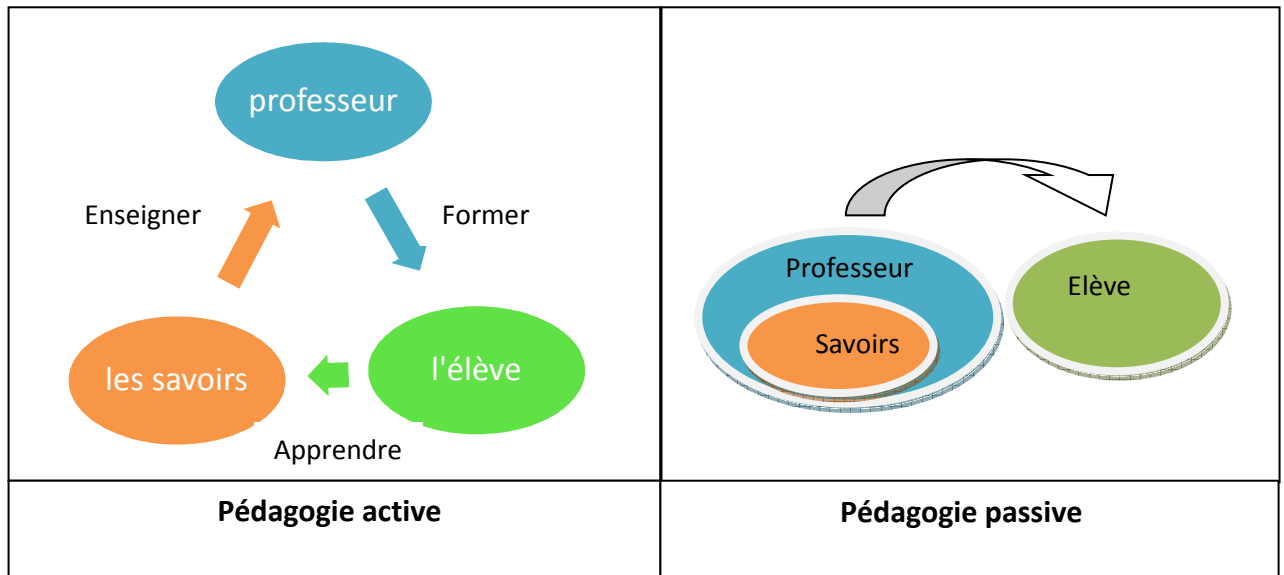 professeur
Enseigner
Former
les savoirs
l'élève
Apprendre
Pédagogie active
Professeur
Savoirs
Elève
Pédagogie passive